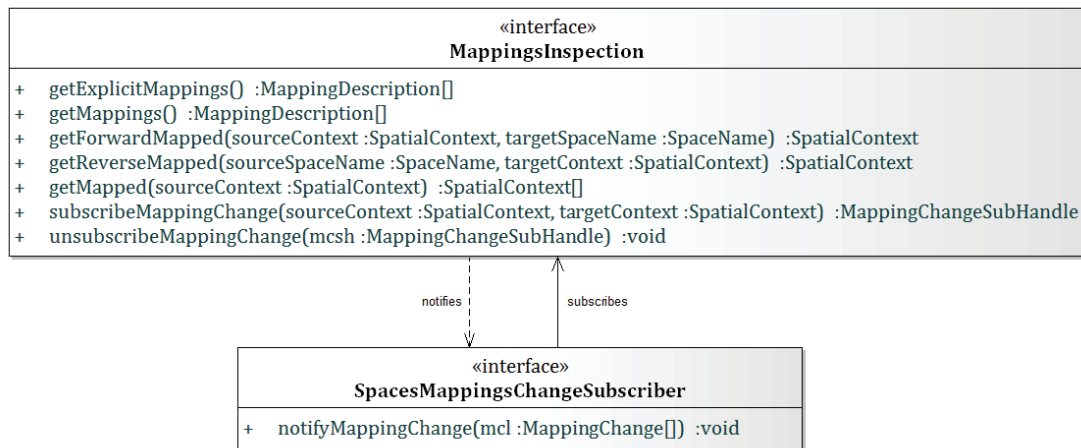 «interface»
MappingsInspection
+ getExplicitMappings() :MappingDescription[]
+ getMappings() :MappingDescription[]
+ getForwardMapped(sourceContext :SpatialContext, targetSpaceName :SpaceName) :SpatialContext
+ getReverseMapped(sourceSpaceName :SpaceName, targetContext :SpatialContext) :SpatialContext
+ getMapped(sourceContext :SpatialContext) :SpatialContext[]
+ subscribeMappingChange(sourceContext :SpatialContext, targetContext :SpatialContext) :MappingChangeSubHandle
+ unsubscribeMappingChange(mcsh :MappingChangeSubHandle) :void
notifies
subscribes
«interface»
SpacesMappingsChangeSubscriber
+ notifyMappingChange(mcl :MappingChange[]) :void